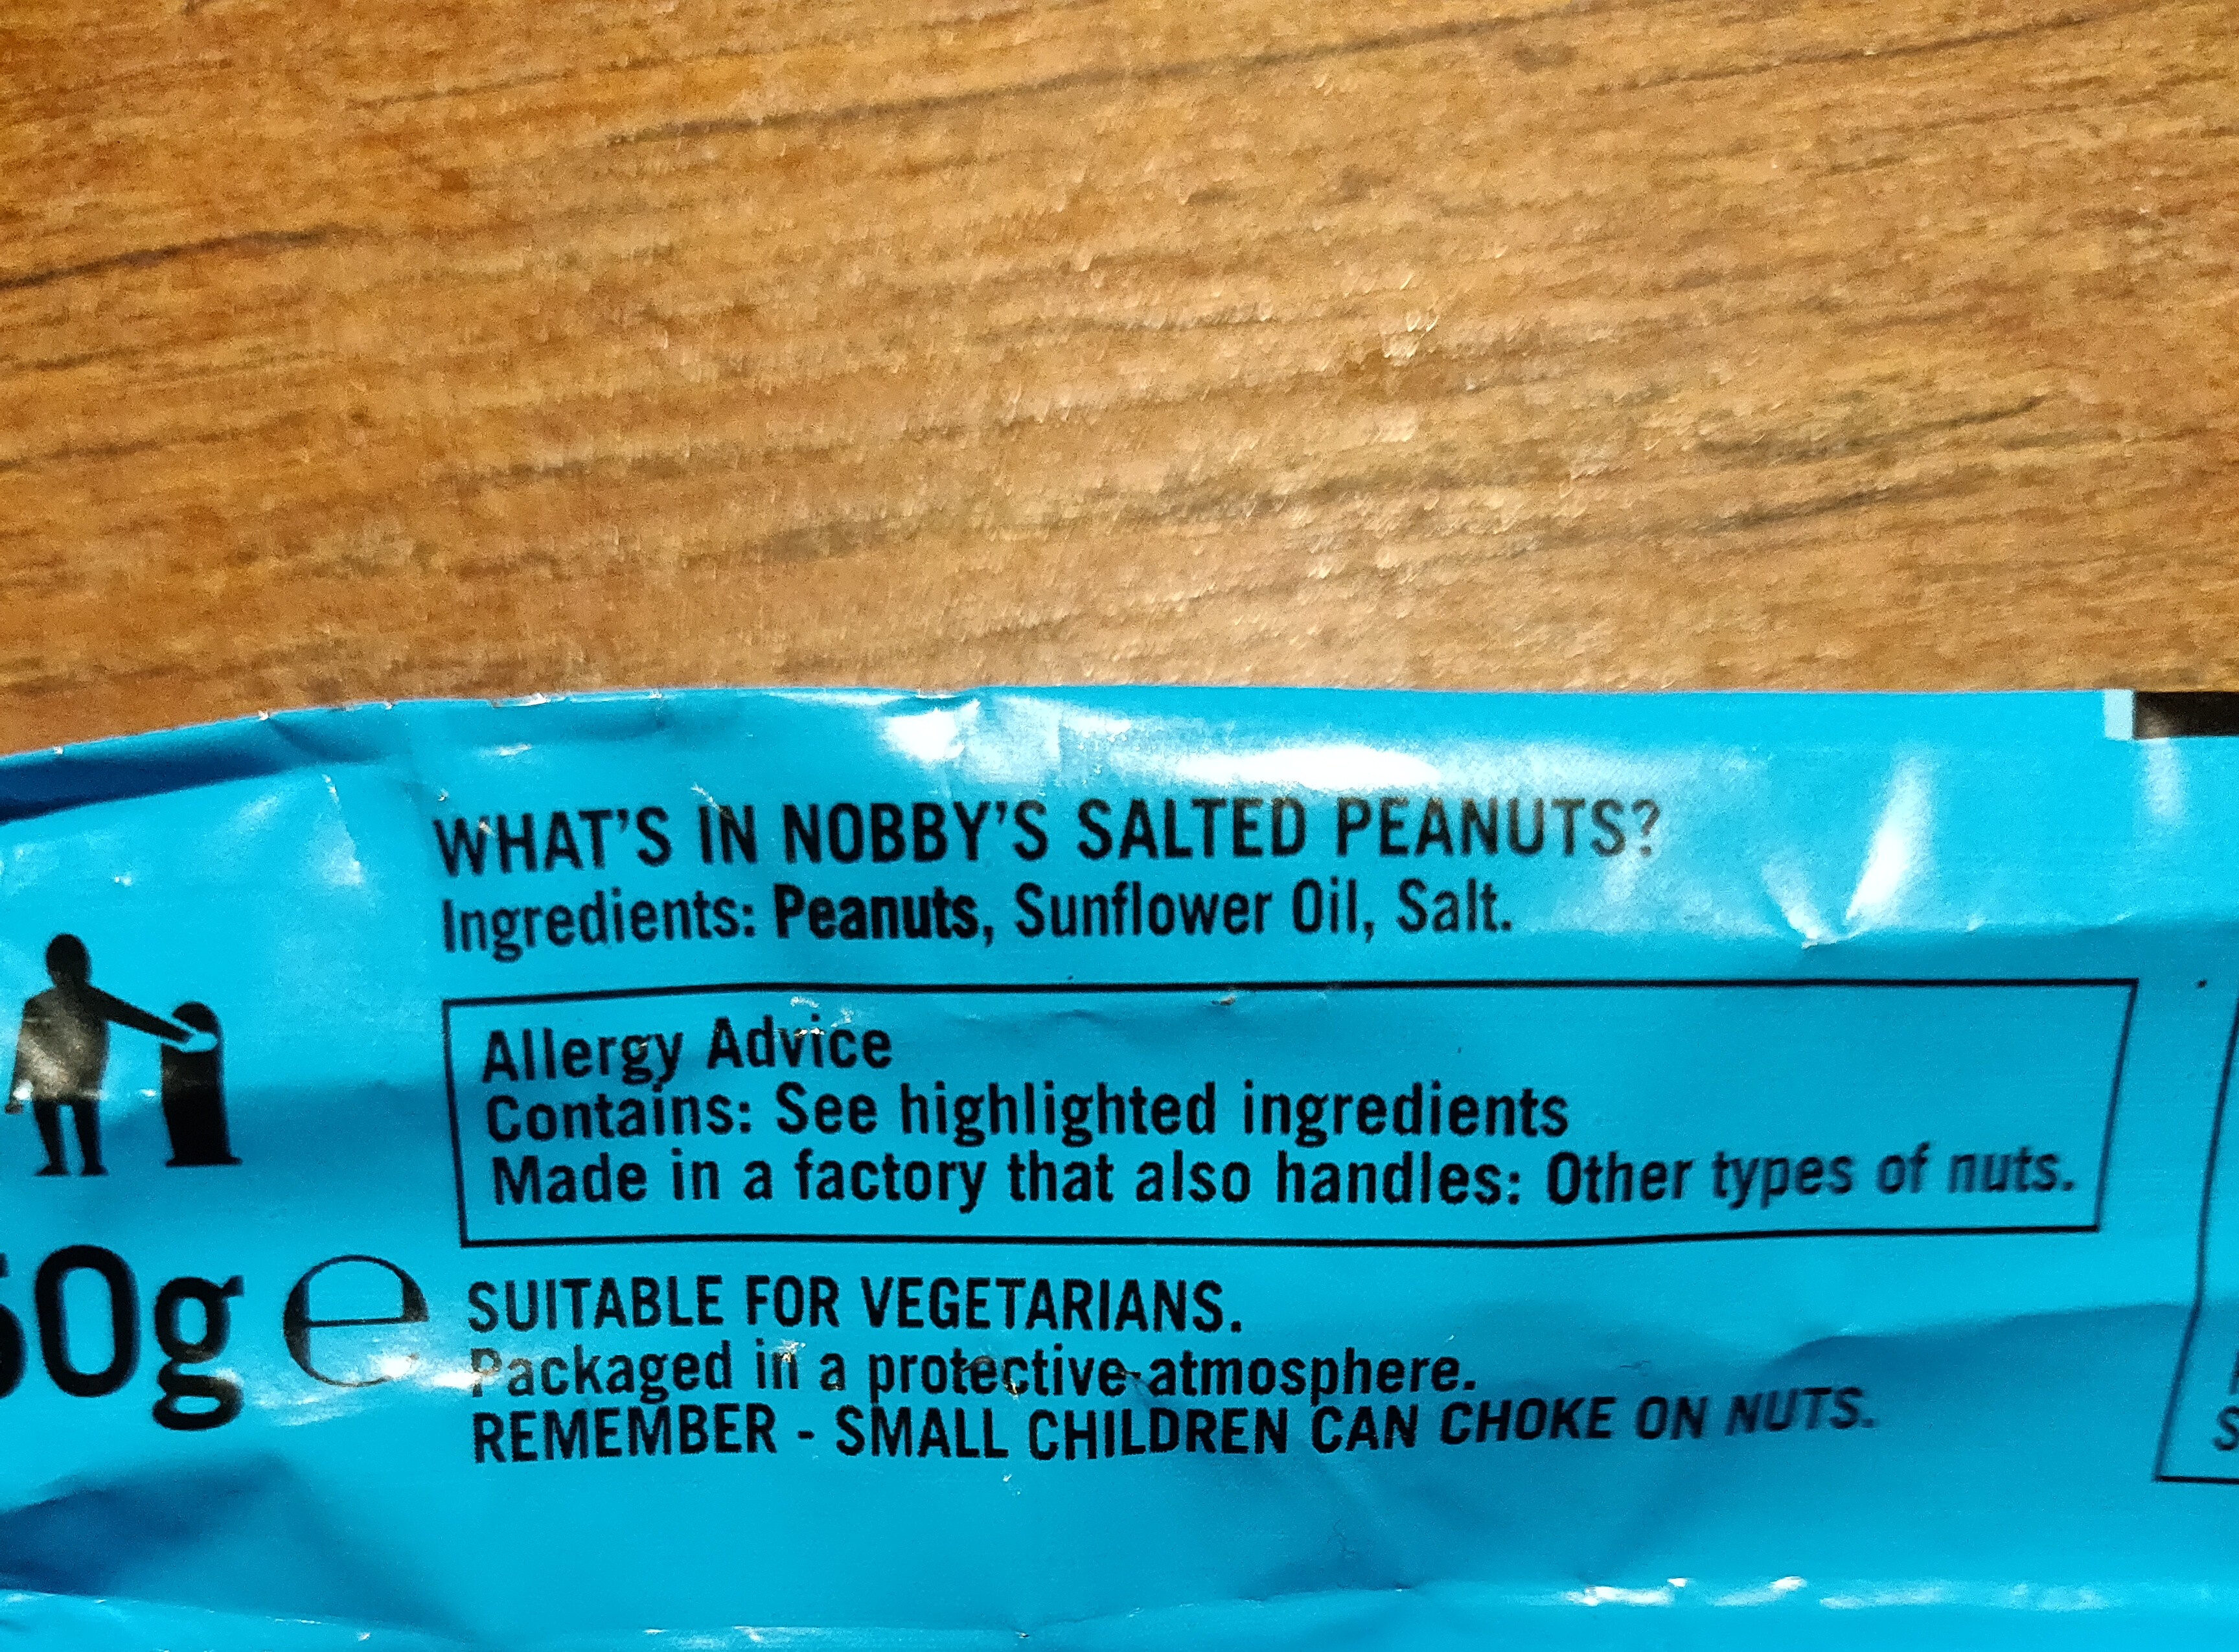 WHAT'S IN NOBBY'S SALTED PEANUTS?
Ingredients: Peanuts, Sunflower Oil, Salt.
Allergy Advice
Contains: See highlighted ingredients
Made in a factory that also handles: Other types of nuts.
0g ℮
SUITABLE FOR VEGETARIANS.
Packaged in a protective atmosphere.
REMEMBER - SMALL CHILDREN CAN CHOKE ON NUTS.